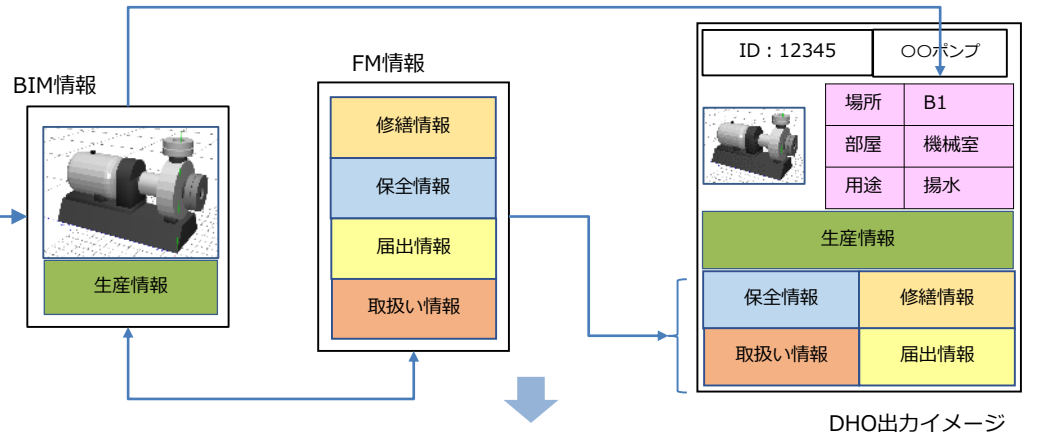 BIM情報
生産情報
FM情報
修繕情報
保全情報
届出情報
取扱い情報
ID：12345
〇〇ポンプ
場所 B1
部屋 機械室
用途 揚水
生産情報
保全情報 修繕情報
取扱い情報 届出情報
DHO出力イメージ